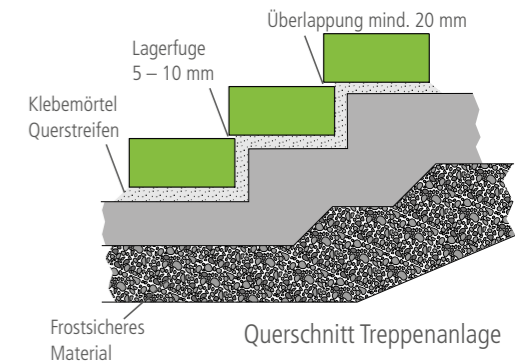 Überlappung mind. 20 mm
Lagerfuge
5 – 10 mm
Klebemörtel
Querstreifen
Frostsicheres
Material
Querschnitt Treppenanlage